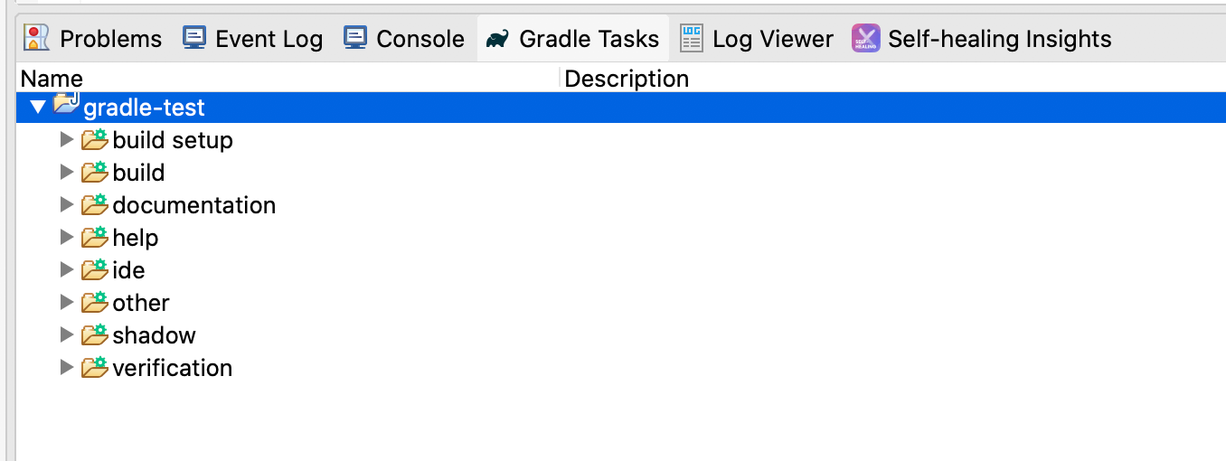 Problems Event Log Console Gradle Tasks Log Viewer Self-healing Insights
Name Description
gradle-test
build setup
build
documentation
help
ide
other
shadow
verification